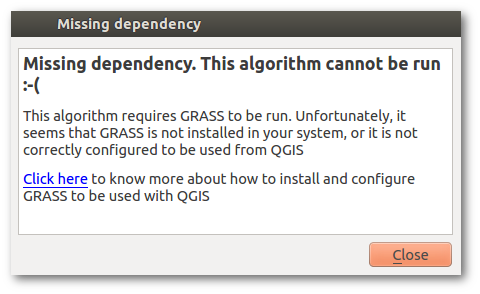 Missing dependency
Missing dependency. This algorithm cannot be run
:-(
This algorithm requires GRASS to be run. Unfortunately, it
seems that GRASS is not installed in your system, or it is not
correctly configured to be used from QGIS
Click here to know more about how to install and configure
GRASS to be used with QGIS
Close